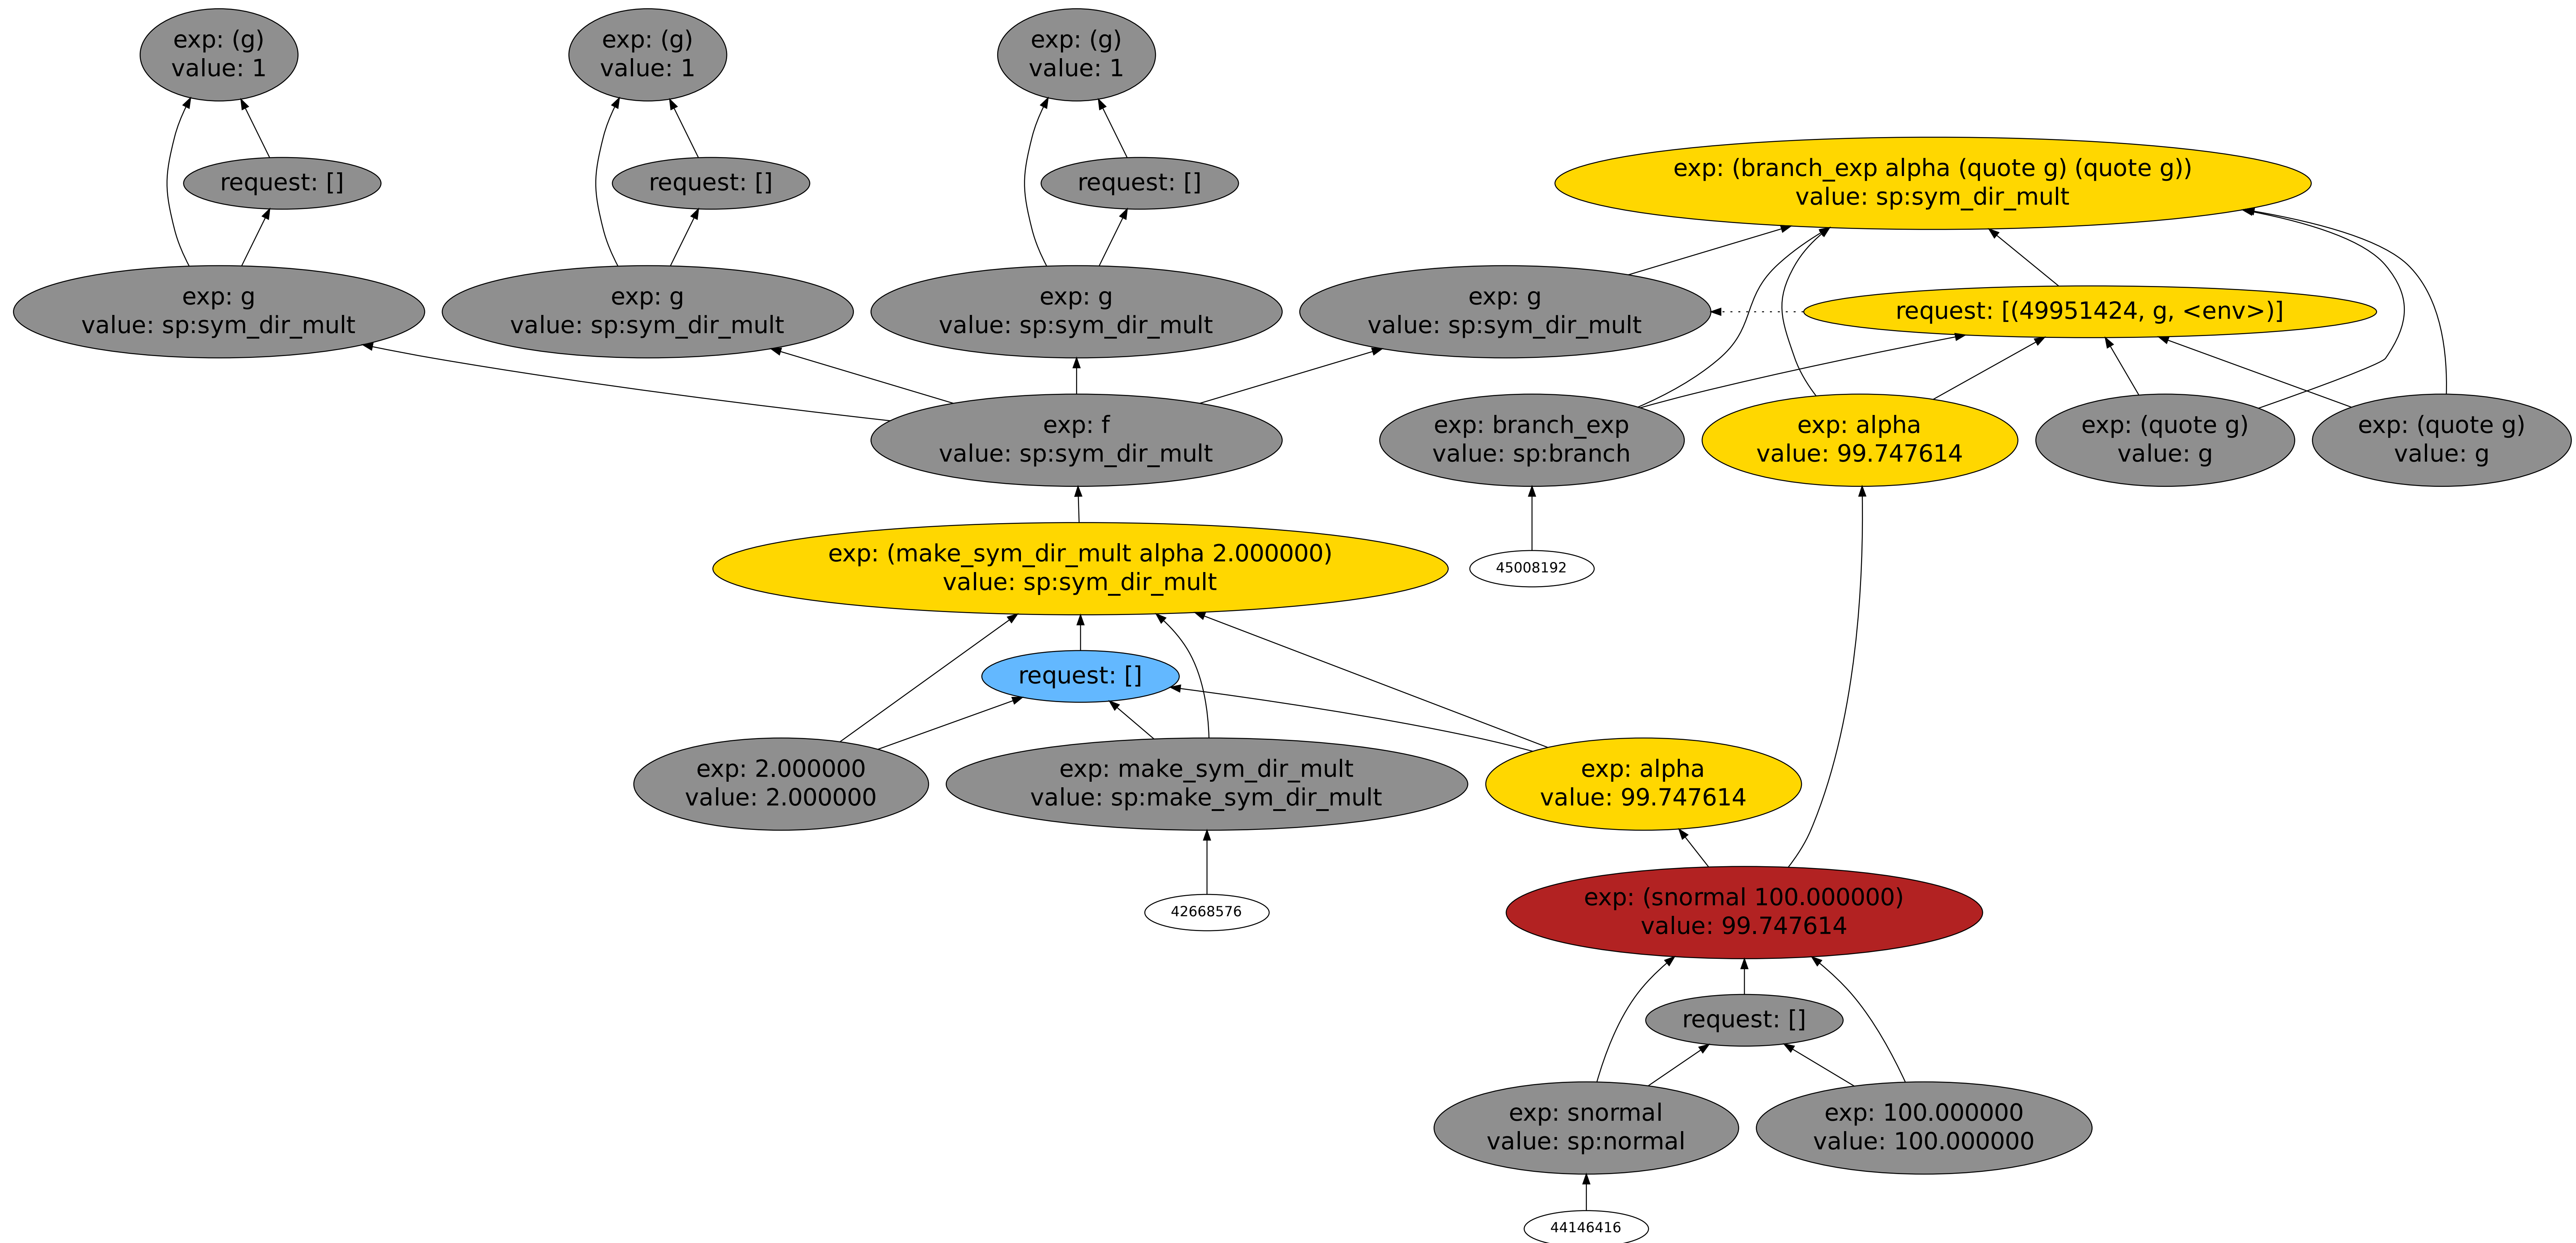 exp: (g)
value: 1
exp: (g)
value: 1
exp: (g)
value: 1
request: []
request: []
request: []
exp: (branch_exp alpha (quote g) (quote g))
value: sp:sym_dir_mult
exp: g
value: sp:sym_dir_mult
exp: g
value: sp:sym_dir_mult
exp: g
value: sp:sym_dir_mult
exp: g
value: sp:sym_dir_mult
request: [(49951424, g, <env>)]
exp: f
value: sp:sym_dir_mult
exp: branch_exp
value: sp:branch
exp: alpha
value: 99.747614
exp: (quote g)
value: g
exp: (quote g)
value: g
exp: (make_sym_dir_mult alpha 2.000000)
value: sp:sym_dir_mult
45008192
request: []
exp: 2.000000
value: 2.000000
exp: make_sym_dir_mult
value: sp:make_sym_dir_mult
exp: alpha
value: 99.747614
42668576
exp: (snormal 100.000000)
value: 99.747614
request: []
exp: snormal
value: sp:normal
exp: 100.000000
value: 100.000000
44146416